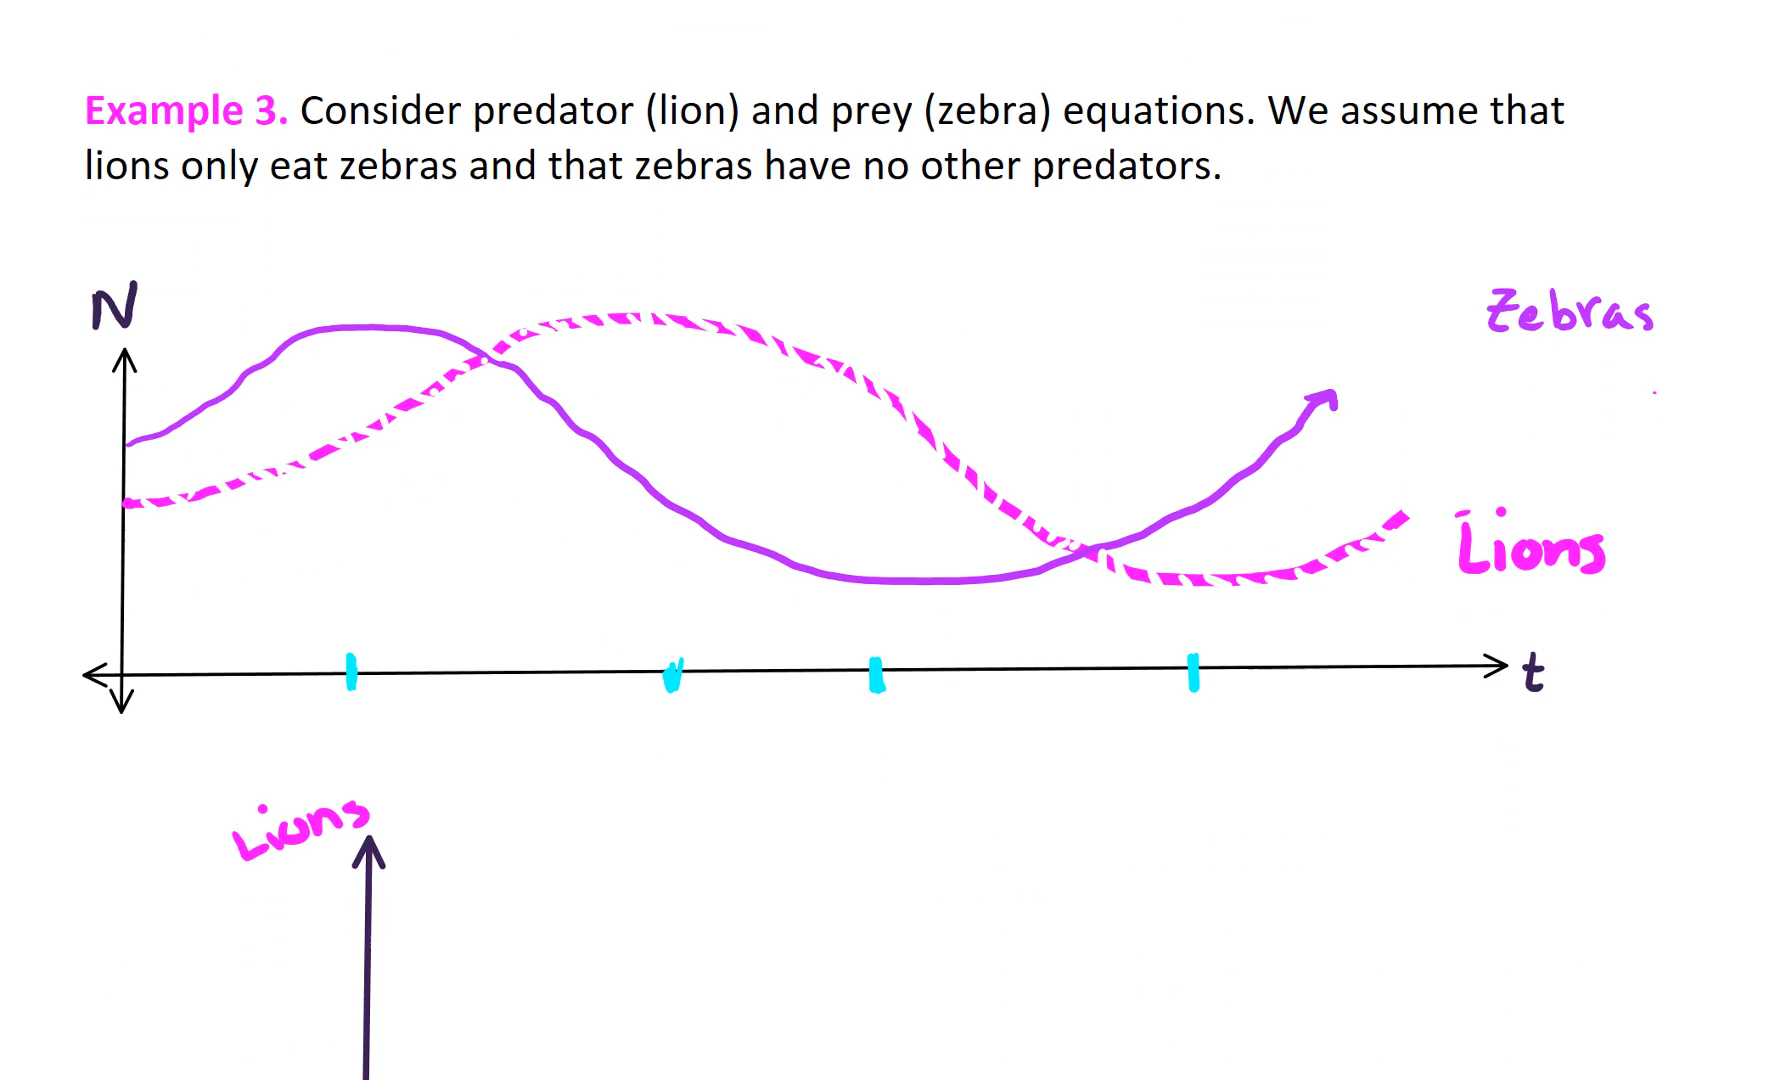 Example 3. Consider predator (lion) and prey (zebra) equations. We assume that
lions only eat zebras and that zebras have no other predators.
N
Zebras
Lions
t
Lions